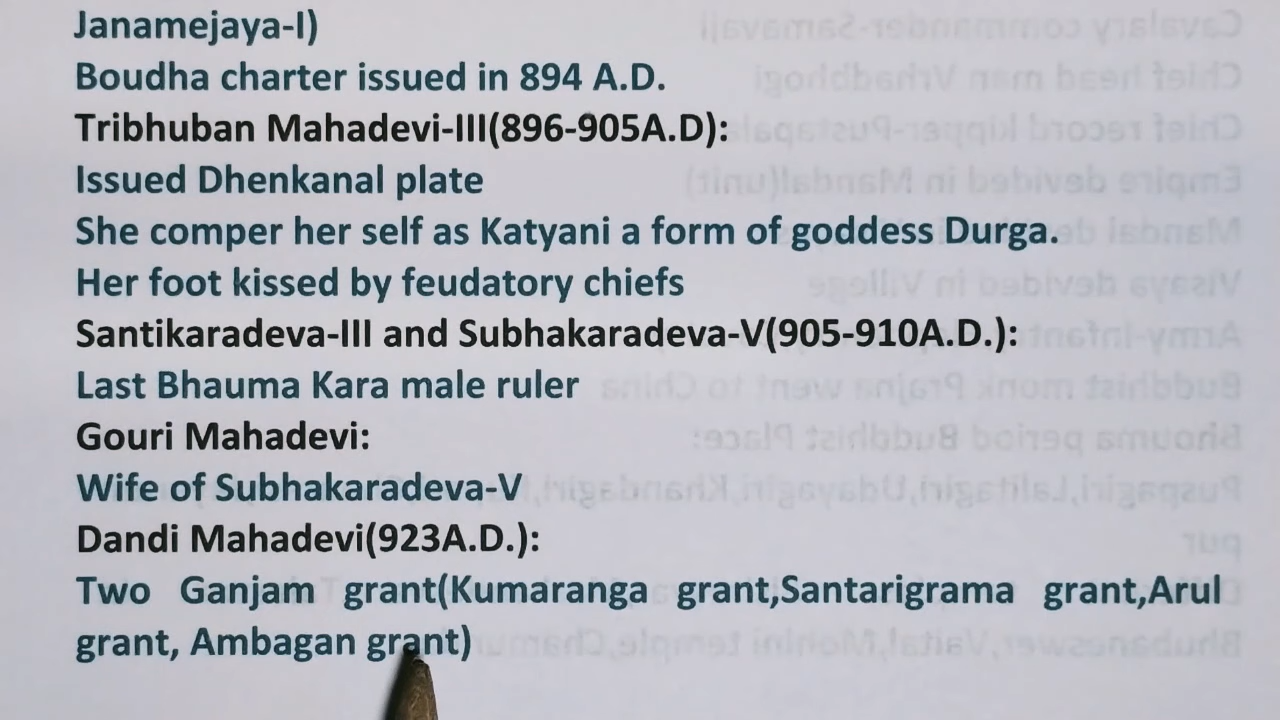 Janamejaya-I)
Boudha charter issued in 894 A.D.
Tribhuban Mahadevi-III(896-905A.D):
Issued Dhenkanal plate
She comper her self as Katyani a form of goddess Durga.
Her foot kissed by feudatory chiefs
Santikaradeva-III and Subhakaradeva-V(905-910A.D.):
Last Bhauma Kara male ruler
Gouri Mahadevi:
Wife of Subhakaradeva-V
Dandi Mahadevi(923A.D.):
Two Ganjam grant(Kumaranga grant,Santarigrama grant,Arul
grant, Ambagan grant)